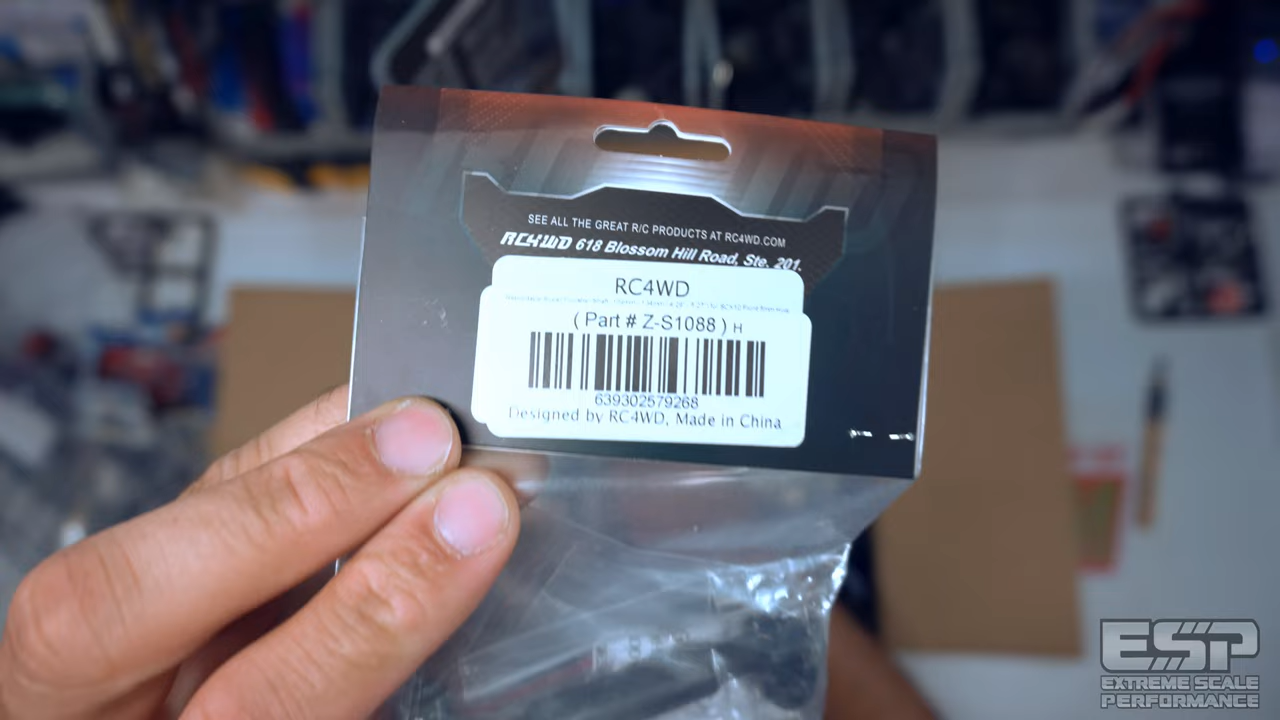 SEE ALL THE GREAT R/C PRODUCTS AT RC4WD.COM
RC4WD 618 Blossom Hill Road, Ste. 201.
RC4WD
( Part # Z-S1088 ) H
639302579268
Designed by RC4WD, Made in China
ESP
EXTREME SCALE
PERFORMANCE